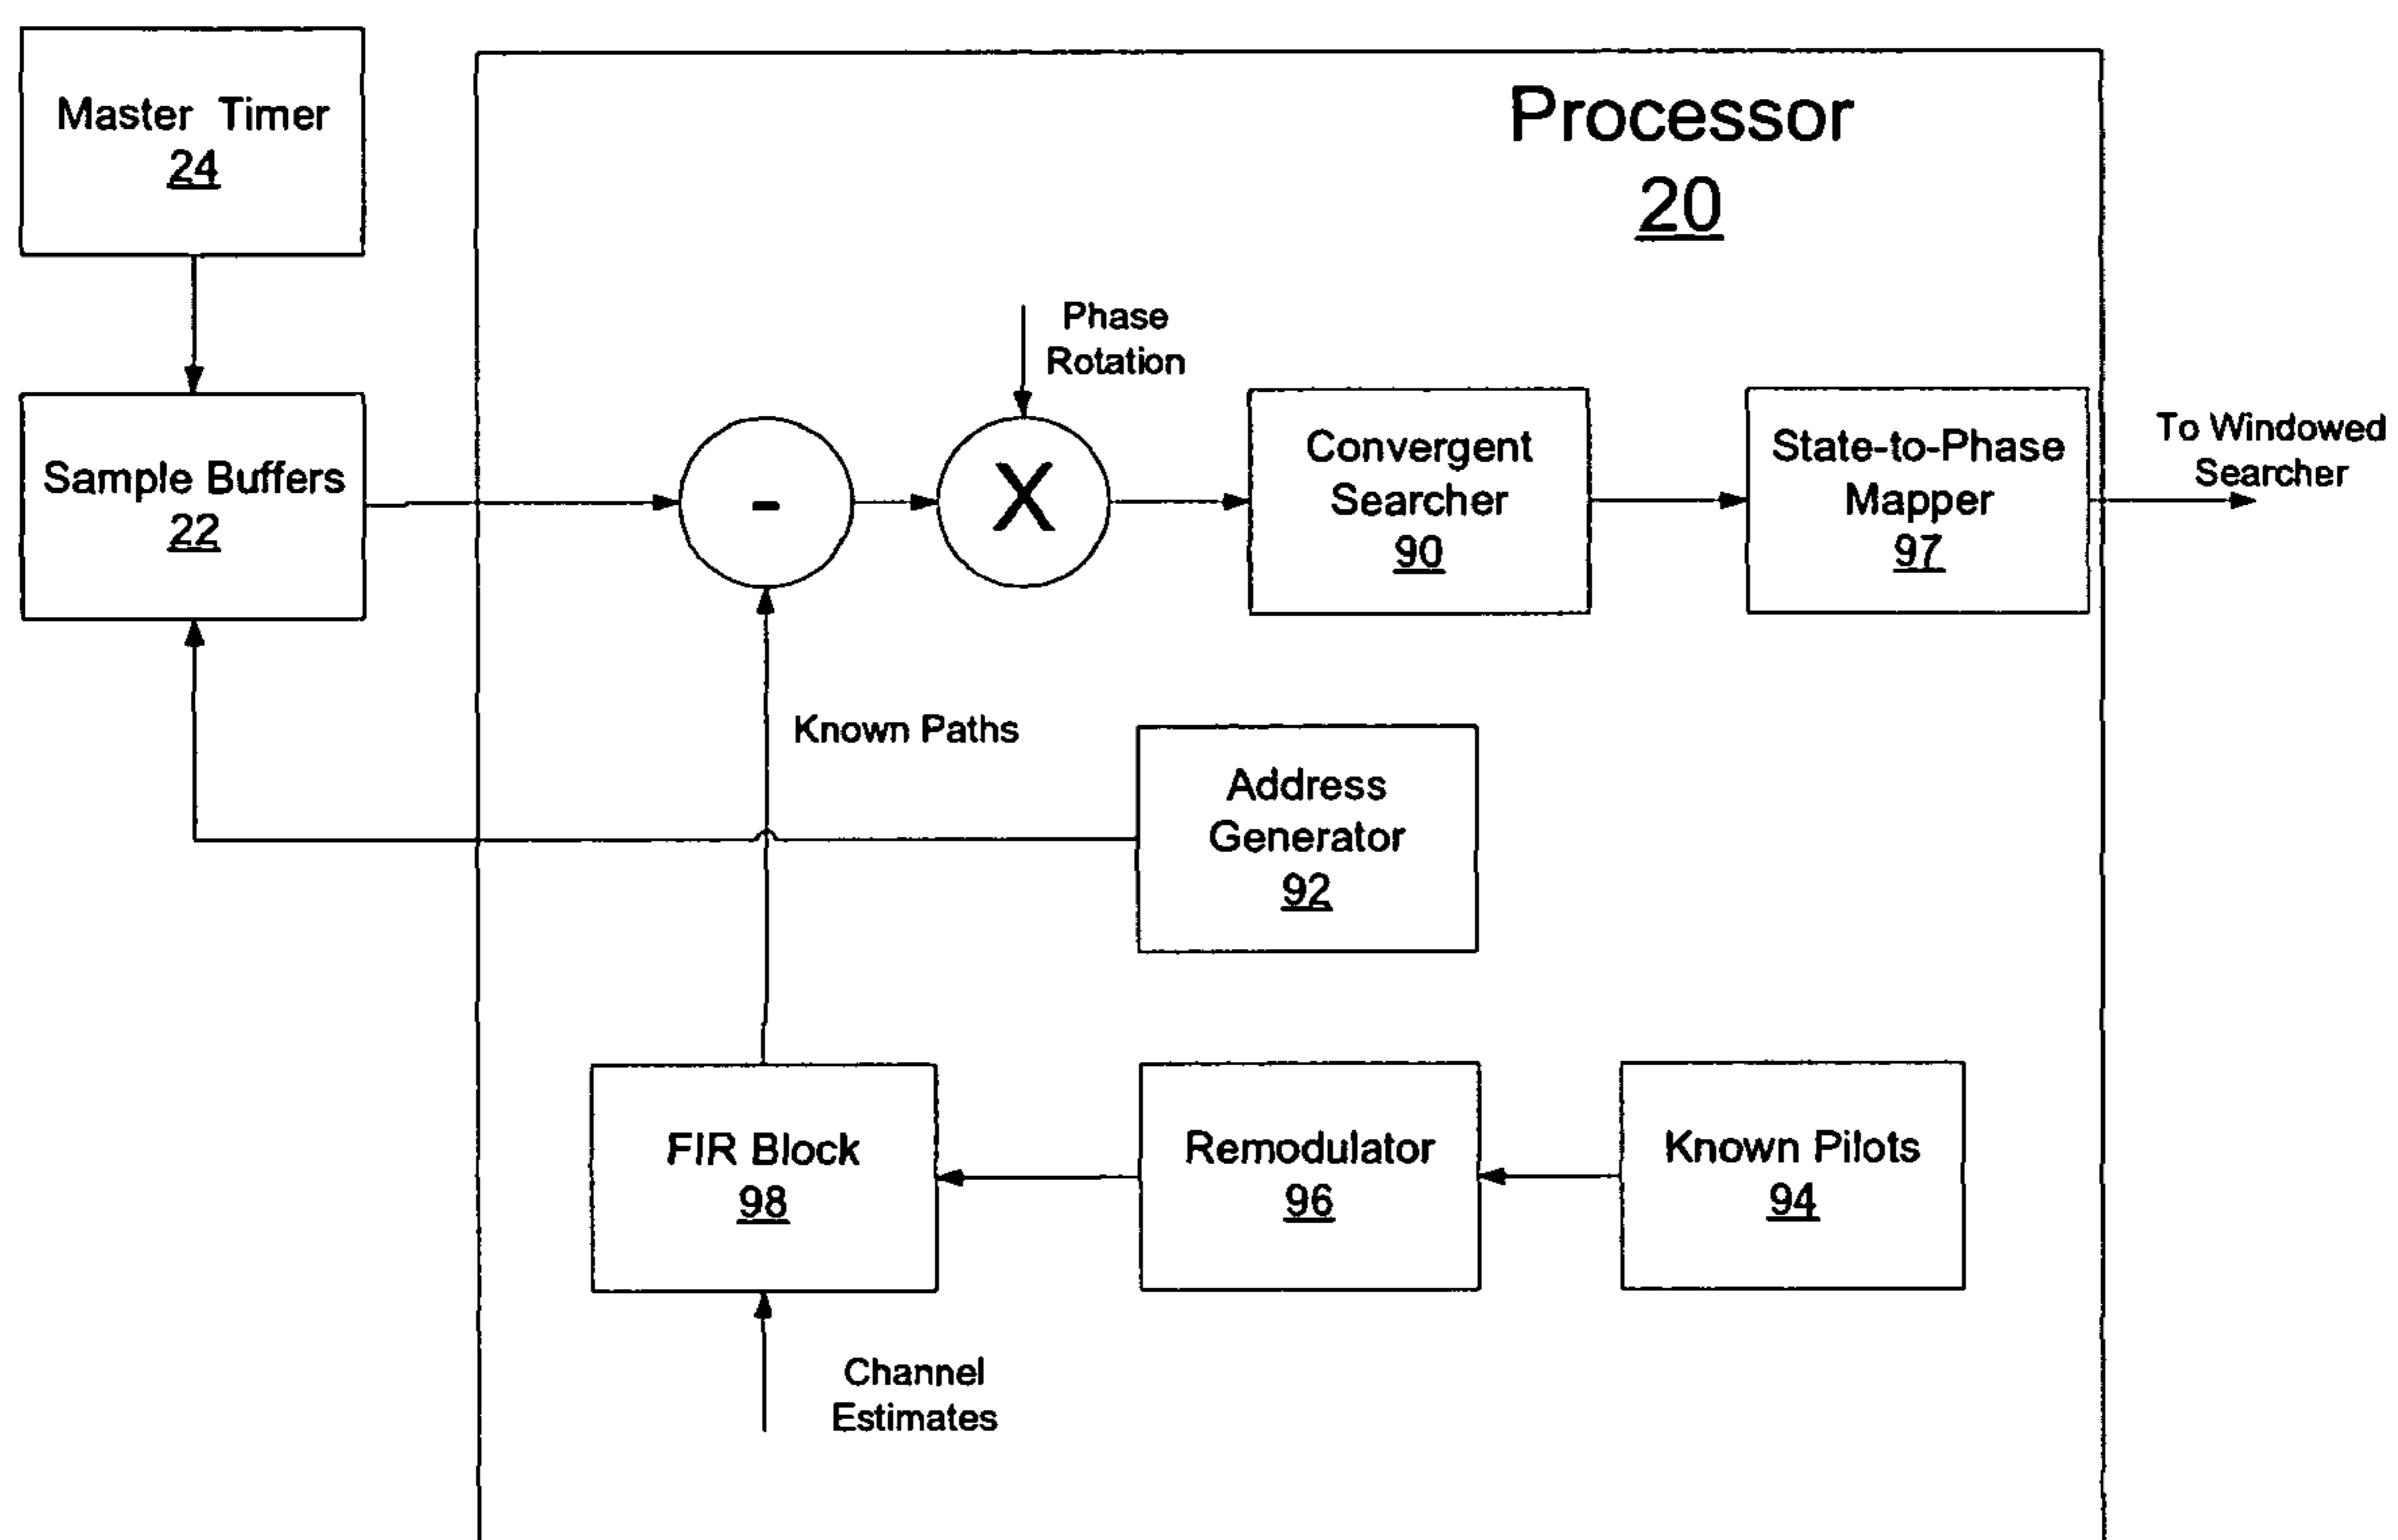 Master Timer
24
Processor
20
Phase
Rotation
Sample Buffers
22
-
X
Convergent
Searcher
90
State-to-Phase
Mapper
97
To Windowed
Searcher
Known Paths
Address
Generator
92
FIR Block
98
Remodulator
96
Known Pilots
94
Channel
Estimates